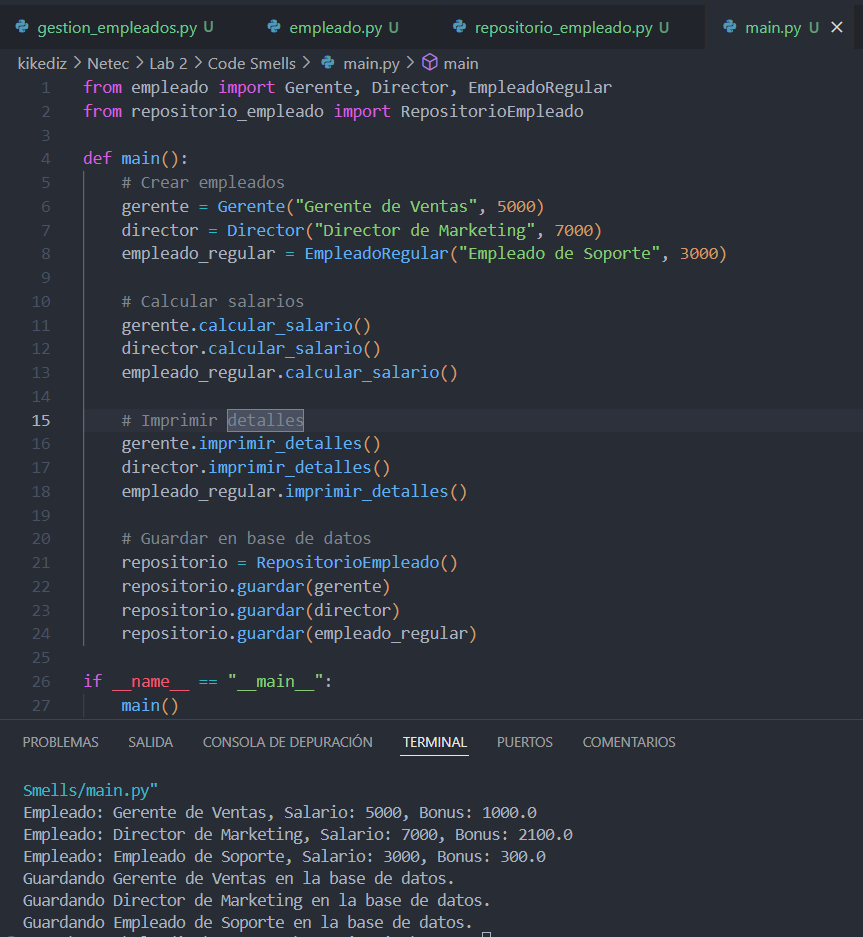 gestion_empleados.py U empleado.py U repositorio_empleado.py U main.py U
kikediz > Netec > Lab 2 > Code Smells > main.py > main
1 from empleado import Gerente, Director, EmpleadoRegular
2 from repositorio_empleado import RepositorioEmpleado
3
4 def main():
5 # Crear empleados
6 gerente = Gerente("Gerente de Ventas", 5000)
7 director = Director("Director de Marketing", 7000)
8 empleado_regular = EmpleadoRegular("Empleado de Soporte", 3000)
9
10 # Calcular salarios
11 gerente.calcular_salario()
12 director.calcular_salario()
13 empleado_regular.calcular_salario()
14
15 # Imprimir detalles
16 gerente.imprimir_detalles()
17 director.imprimir_detalles()
18 empleado_regular.imprimir_detalles()
19
20 # Guardar en base de datos
21 repositorio = RepositorioEmpleado()
22 repositorio.guardar(gerente)
23 repositorio.guardar(director)
24 repositorio.guardar(empleado_regular)
25
26 if __name__ == "__main__":
27 main()
PROBLEMAS SALIDA CONSOLA DE DEPURACIÓN TERMINAL PUERTOS COMENTARIOS
Smells/main.py"
Empleado: Gerente de Ventas, Salario: 5000, Bonus: 1000.0
Empleado: Director de Marketing, Salario: 7000, Bonus: 2100.0
Empleado: Empleado de Soporte, Salario: 3000, Bonus: 300.0
Guardando Gerente de Ventas en la base de datos.
Guardando Director de Marketing en la base de datos.
Guardando Empleado de Soporte en la base de datos.